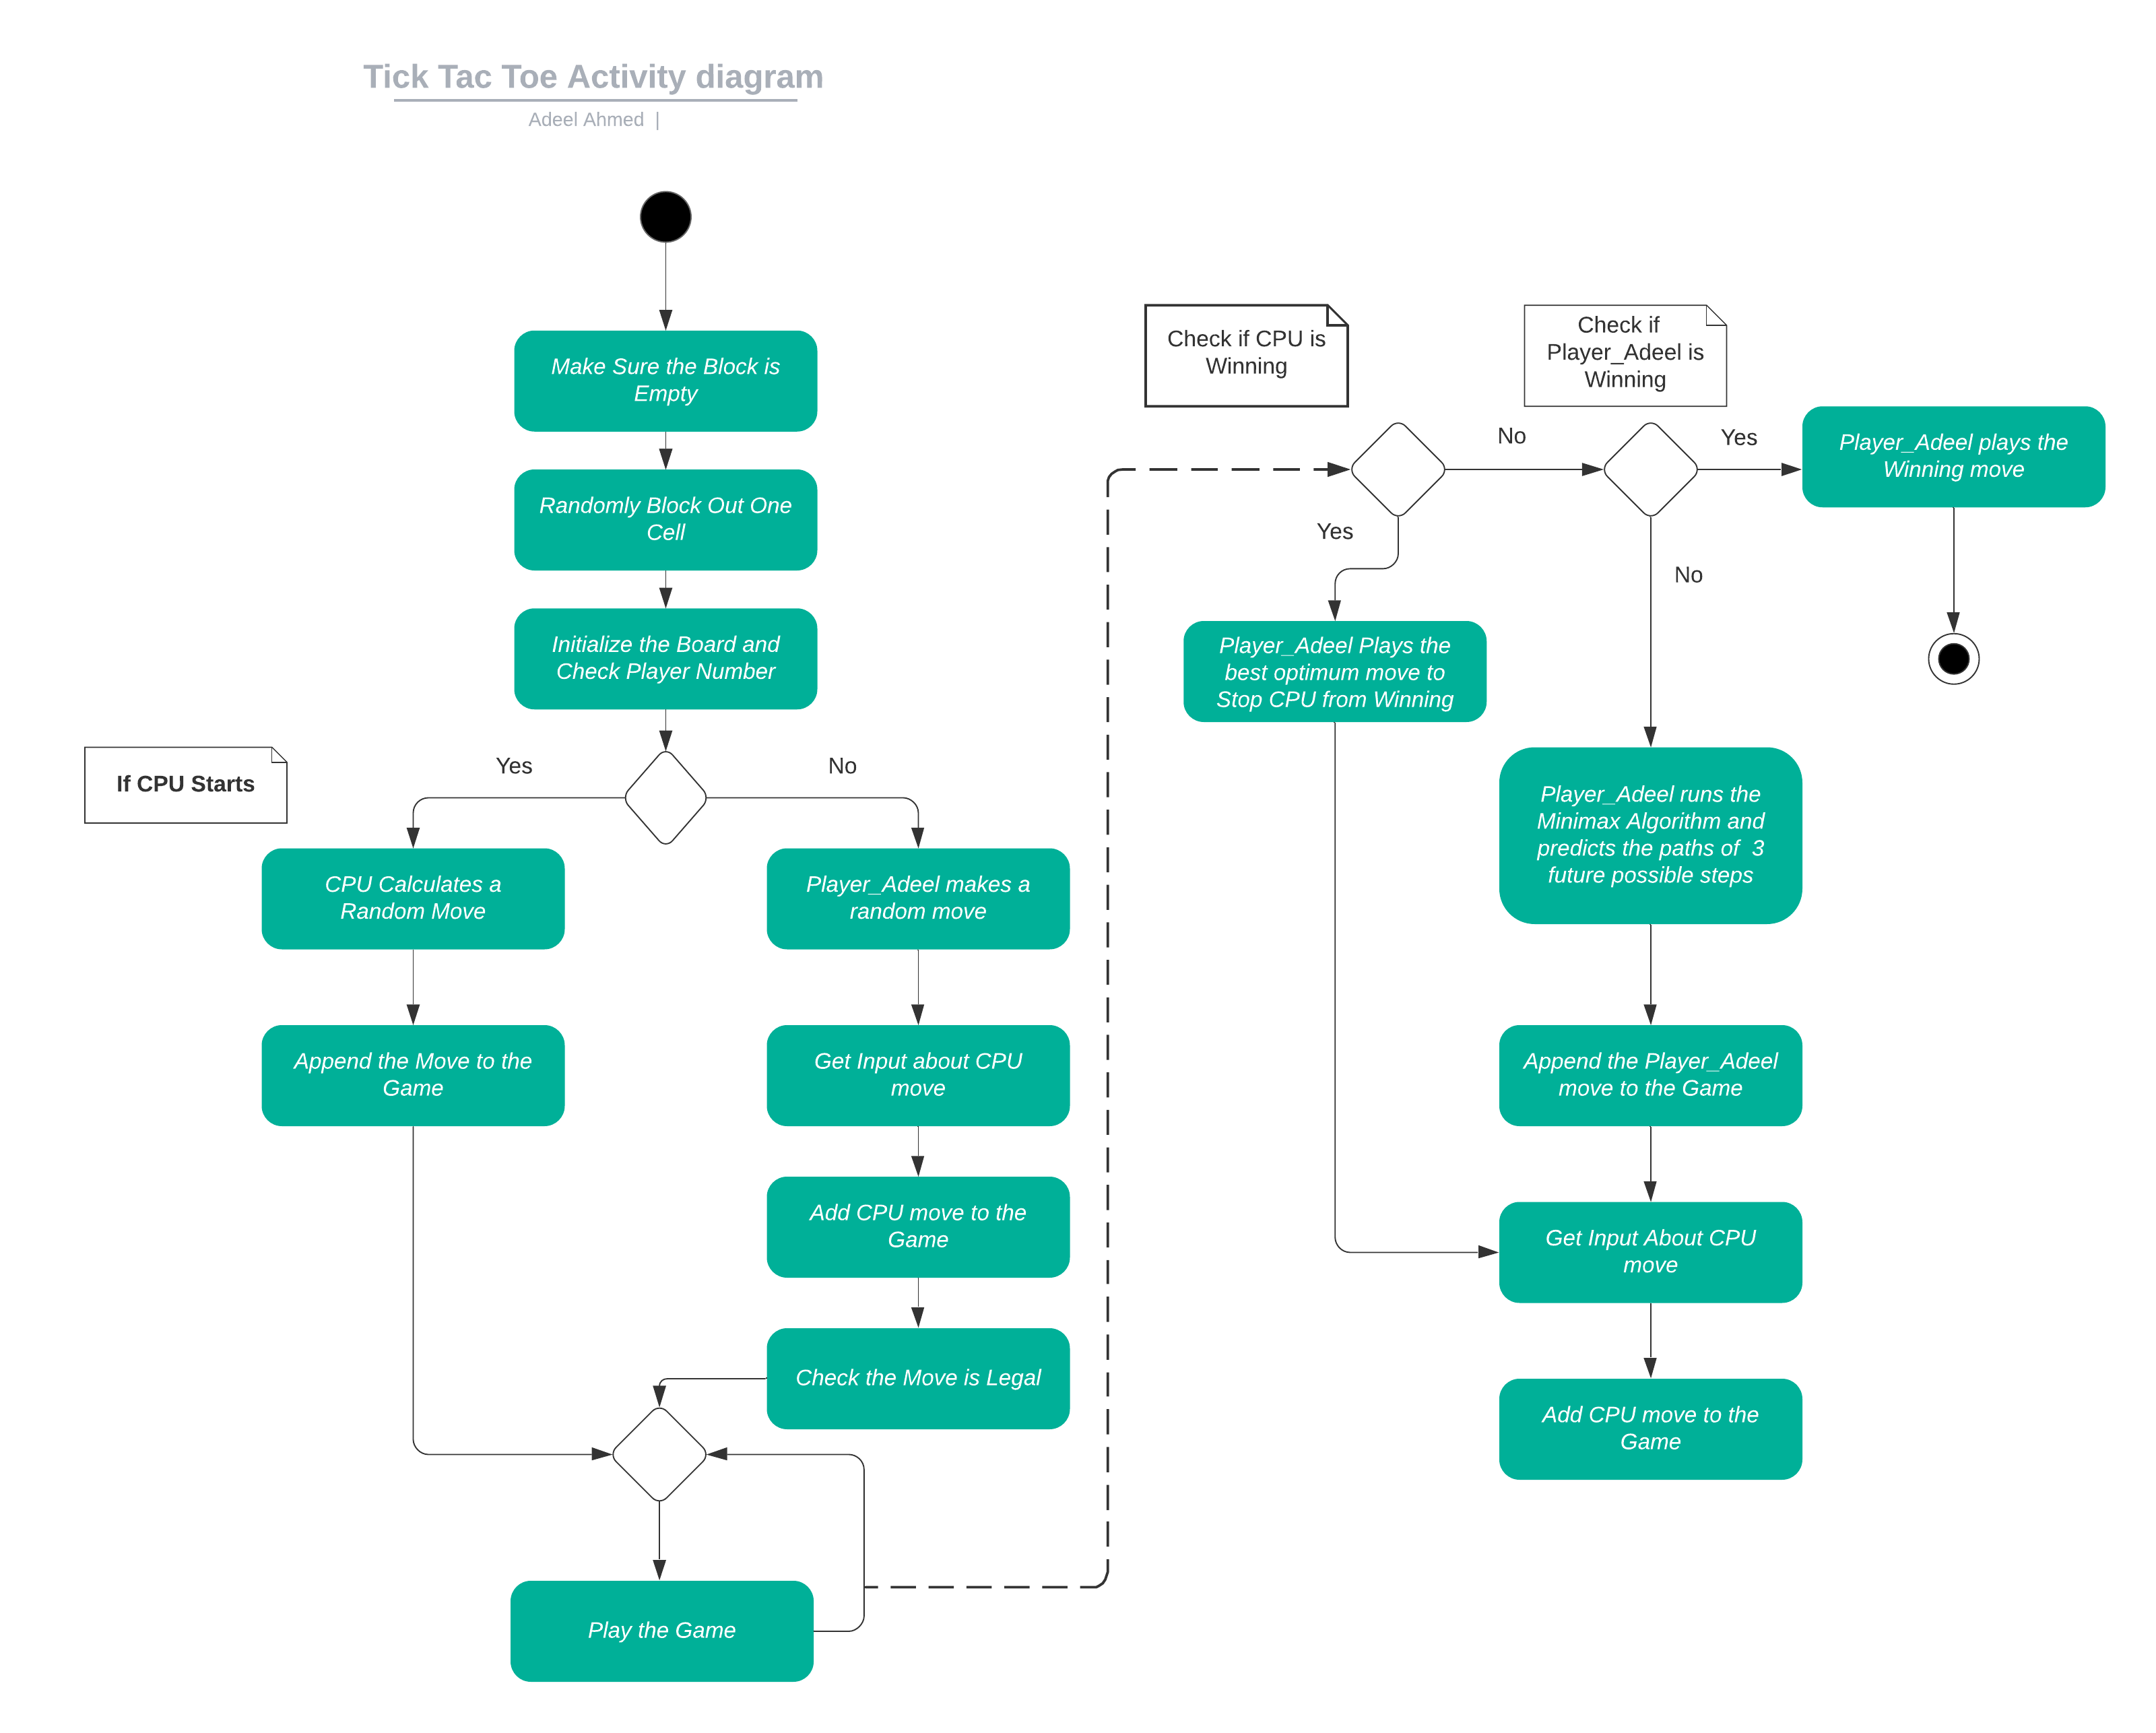 Tick Tac Toe Activity diagram
Adeel Ahmed |
Make Sure the Block is
Empty
Randomly Block Out One
Cell
Initialize the Board and
Check Player Number
If CPU Starts
Yes
No
CPU Calculates a
Random Move
Player_Adeel makes a
random move
Append the Move to the
Game
Get Input about CPU
move
Add CPU move to the
Game
Check the Move is Legal
Play the Game
Check if CPU is
Winning
Check if
Player_Adeel is
Winning
No
Yes
Player_Adeel plays the
Winning move
Yes
No
Player_Adeel Plays the
best optimum move to
Stop CPU from Winning
Player_Adeel runs the
Minimax Algorithm and
predicts the paths of  3
future possible steps
Append the Player_Adeel
move to the Game
Get Input About CPU
move
Add CPU move to the
Game